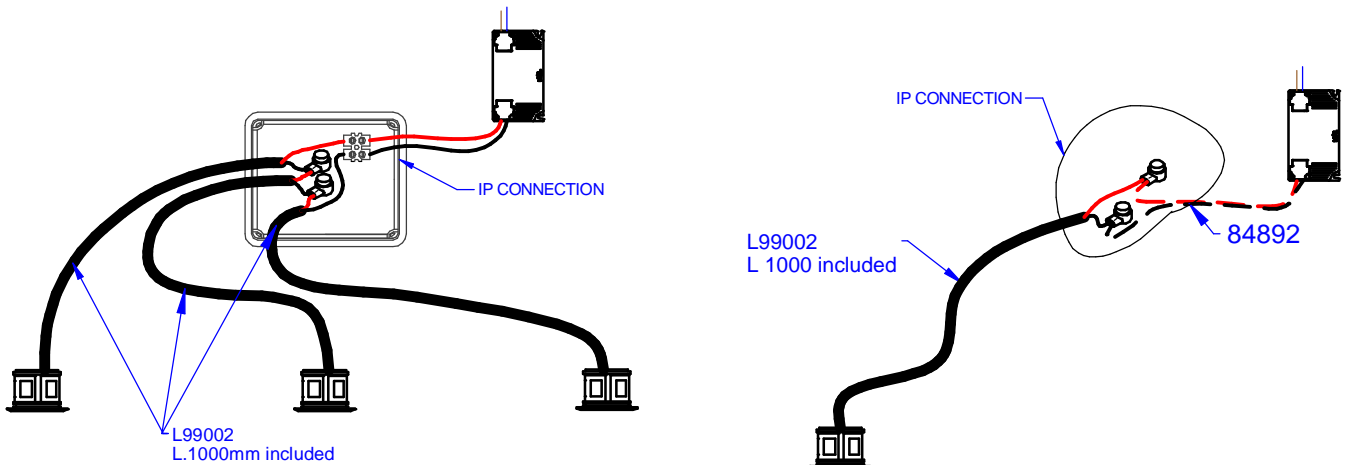 IP CONNECTION
L99002
L.1000mm included
IP CONNECTION
84892
L99002
L 1000 included